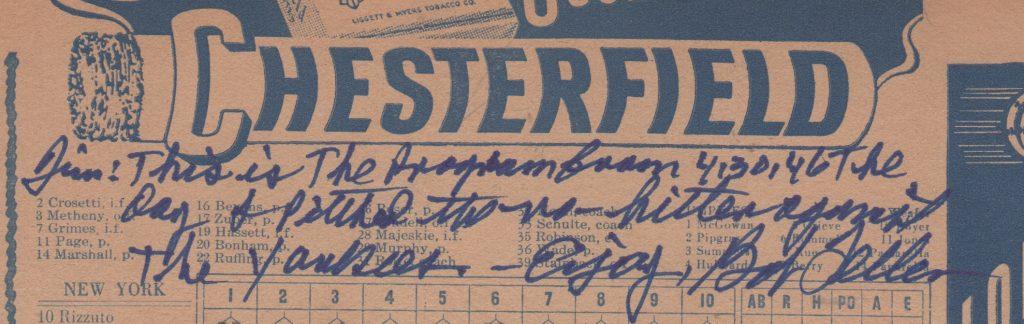 LIGGETT & MYERS TOBACCO CO.
CHESTERFIELD
Jim: This is The Program from 4,30,46 The
Day I Pitched the no-hitter against
The Yankees. - Enjoy, Bob Feller
2 Crosetti, i.f.
3 Metheny, o
7 Grimes, i.f.
11 Page, p.
14 Marshall, p.
16 Bevens, p.
17 Zuber, p.
19 Hassett, i.f.
20 Bonham, p.
22 Ruffing, p.
28 Majeskie, i.f.
29 Murphy, p.
33 Schulte, coach
35 Robinson,
36 Wade, p.
39
1 McGowan
2 Pipgras
3 Summers
4 Hubbard
Berry
NEW YORK
1 2 3 4 5 6 7 8 9 10 AB R H PO A E
10 Rizzuto